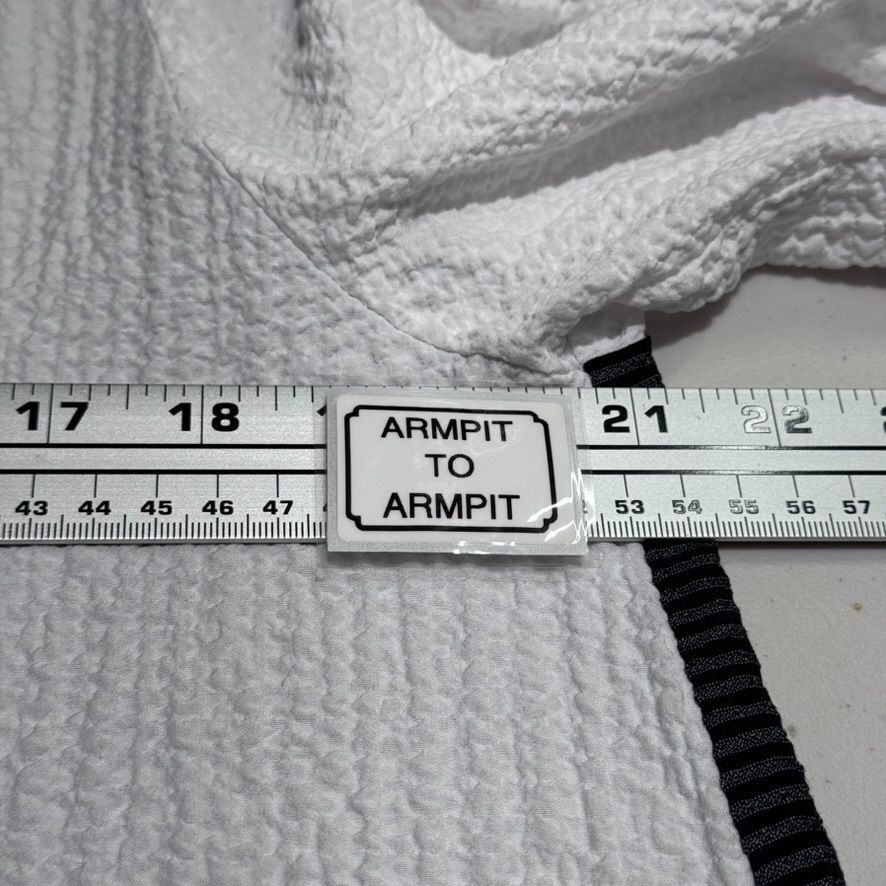 17 18 21 22
ARMPIT
TO
ARMPIT
43 44 45 46 47 53 54 55 56 57